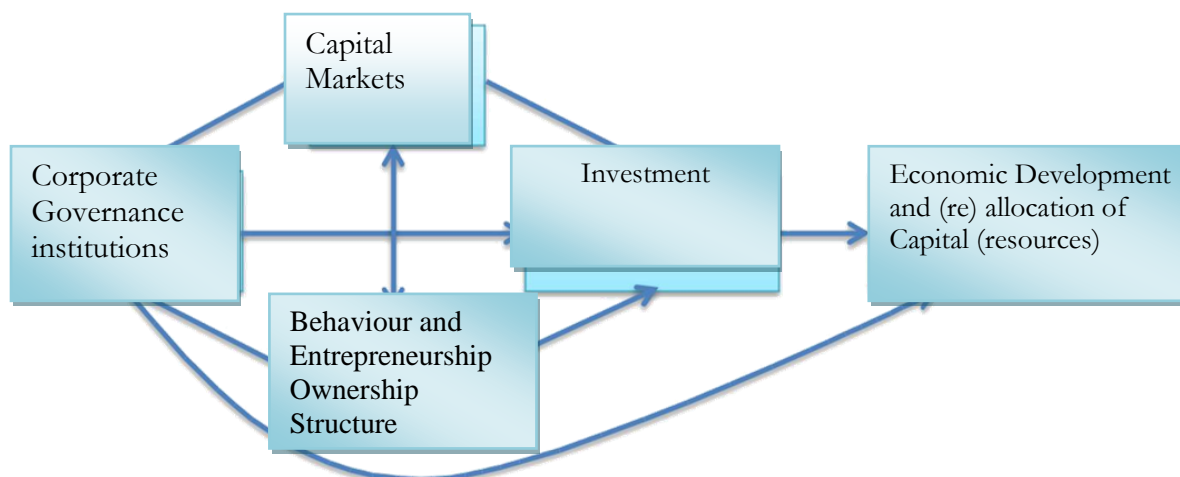 Capital
Markets
Corporate
Governance
institutions
Investment
Economic Development
and (re) allocation of
Capital (resources)
Behaviour and
Entrepreneurship
Ownership
Structure